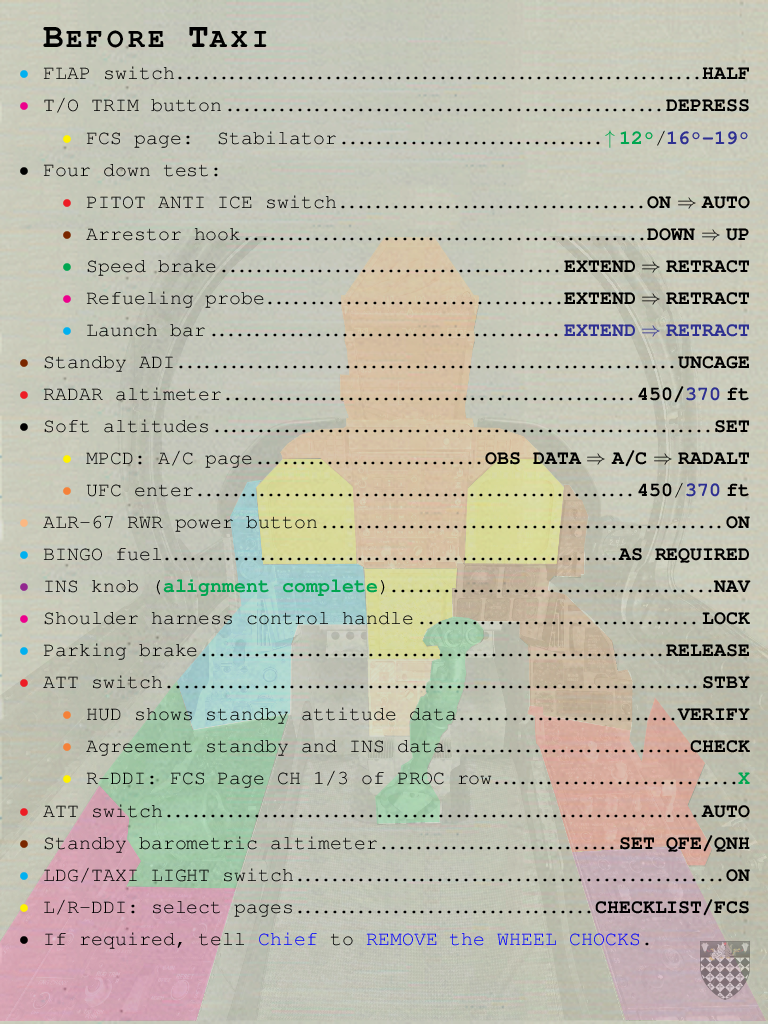 Before Taxi
• FLAP switch......................................................HALF
• T/O TRIM button..............................................DEPRESS
• FCS page: Stabilator...........................↑12°/16°–19°
• Four down test:
• PITOT ANTI ICE switch................................ON ⇒ AUTO
• Arrestor hook..........................................DOWN ⇒ UP
• Speed brake....................................EXTEND ⇒ RETRACT
• Refueling probe...............................EXTEND ⇒ RETRACT
• Launch bar.....................................EXTEND ⇒ RETRACT
• Standby ADI....................................................UNCAGE
• RADAR altimeter...........................................450/370 ft
• Soft altitudes....................................................SET
• MPCD: A/C page........................OBS DATA ⇒ A/C ⇒ RADALT
• UFC enter..............................................450/370 ft
• ALR-67 RWR power button...........................................ON
• BINGO fuel................................................AS REQUIRED
• INS knob (alignment complete)....................................NAV
• Shoulder harness control handle.............................LOCK
• Parking brake..................................................RELEASE
• ATT switch........................................................STBY
• HUD shows standby attitude data.......................VERIFY
• Agreement standby and INS data..........................CHECK
• R-DDI: FCS Page CH 1/3 of PROC row..........................X
• ATT switch........................................................AUTO
• Standby barometric altimeter.........................SET QFE/QNH
• LDG/TAXI LIGHT switch.............................................ON
• L/R-DDI: select pages..............................CHECKLIST/FCS
• If required, tell Chief to REMOVE the WHEEL CHOCKS.